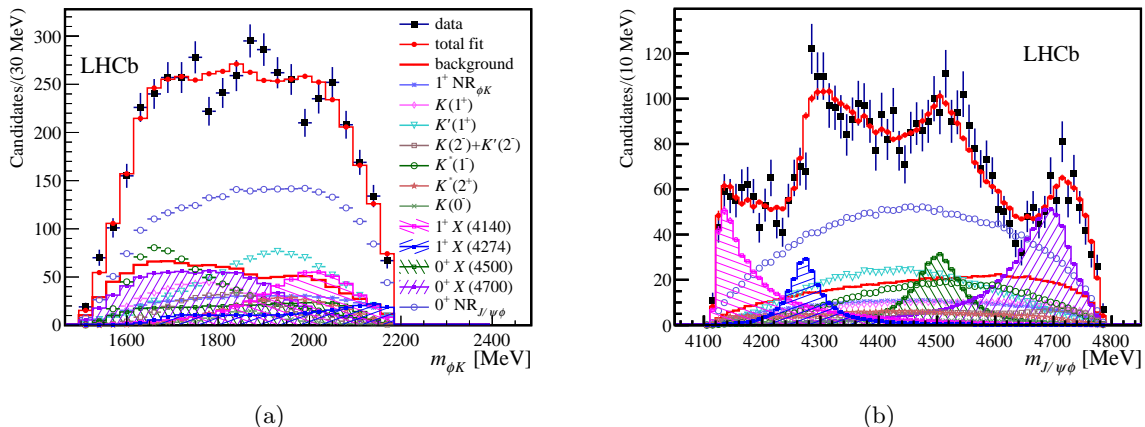 Candidates/(30 MeV)
300
250
200
150
100
50
0
LHCb
data
total fit
background
1⁺ NR_ϕK
K(1⁺)
K′(1⁺)
K(2⁻)+K′(2⁻)
K*(1⁻)
K*(2⁺)
K(0⁻)
1⁺ X(4140)
1⁺ X(4274)
0⁺ X(4500)
0⁺ X(4700)
0⁺ NR_J/ψϕ
1600 1800 2000 2200 2400
m_ϕK [MeV]
(a)
Candidates/(10 MeV)
120
100
80
60
40
20
0
LHCb
4100 4200 4300 4400 4500 4600 4700 4800
m_J/ψϕ [MeV]
(b)